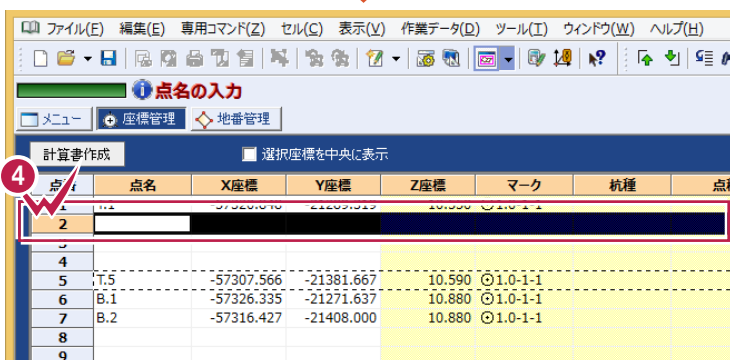 ファイル(F) 編集(E) 専用コマンド(Z) セル(C) 表示(V) 作業データ(D) ツール(T) ウィンドウ(W) ヘルプ(H)
点名の入力
メニュー 座標管理 地番管理
計算書作成 選択座標を中央に表示
4
点名 X座標 Y座標 Z座標 マーク 杭種
2
4
5 T.5 -57307.566 -21381.667 10.590 1.0-1-1
6 B.1 -57326.335 -21271.637 10.880 1.0-1-1
7 B.2 -57316.427 -21408.000 10.880 1.0-1-1
8
9